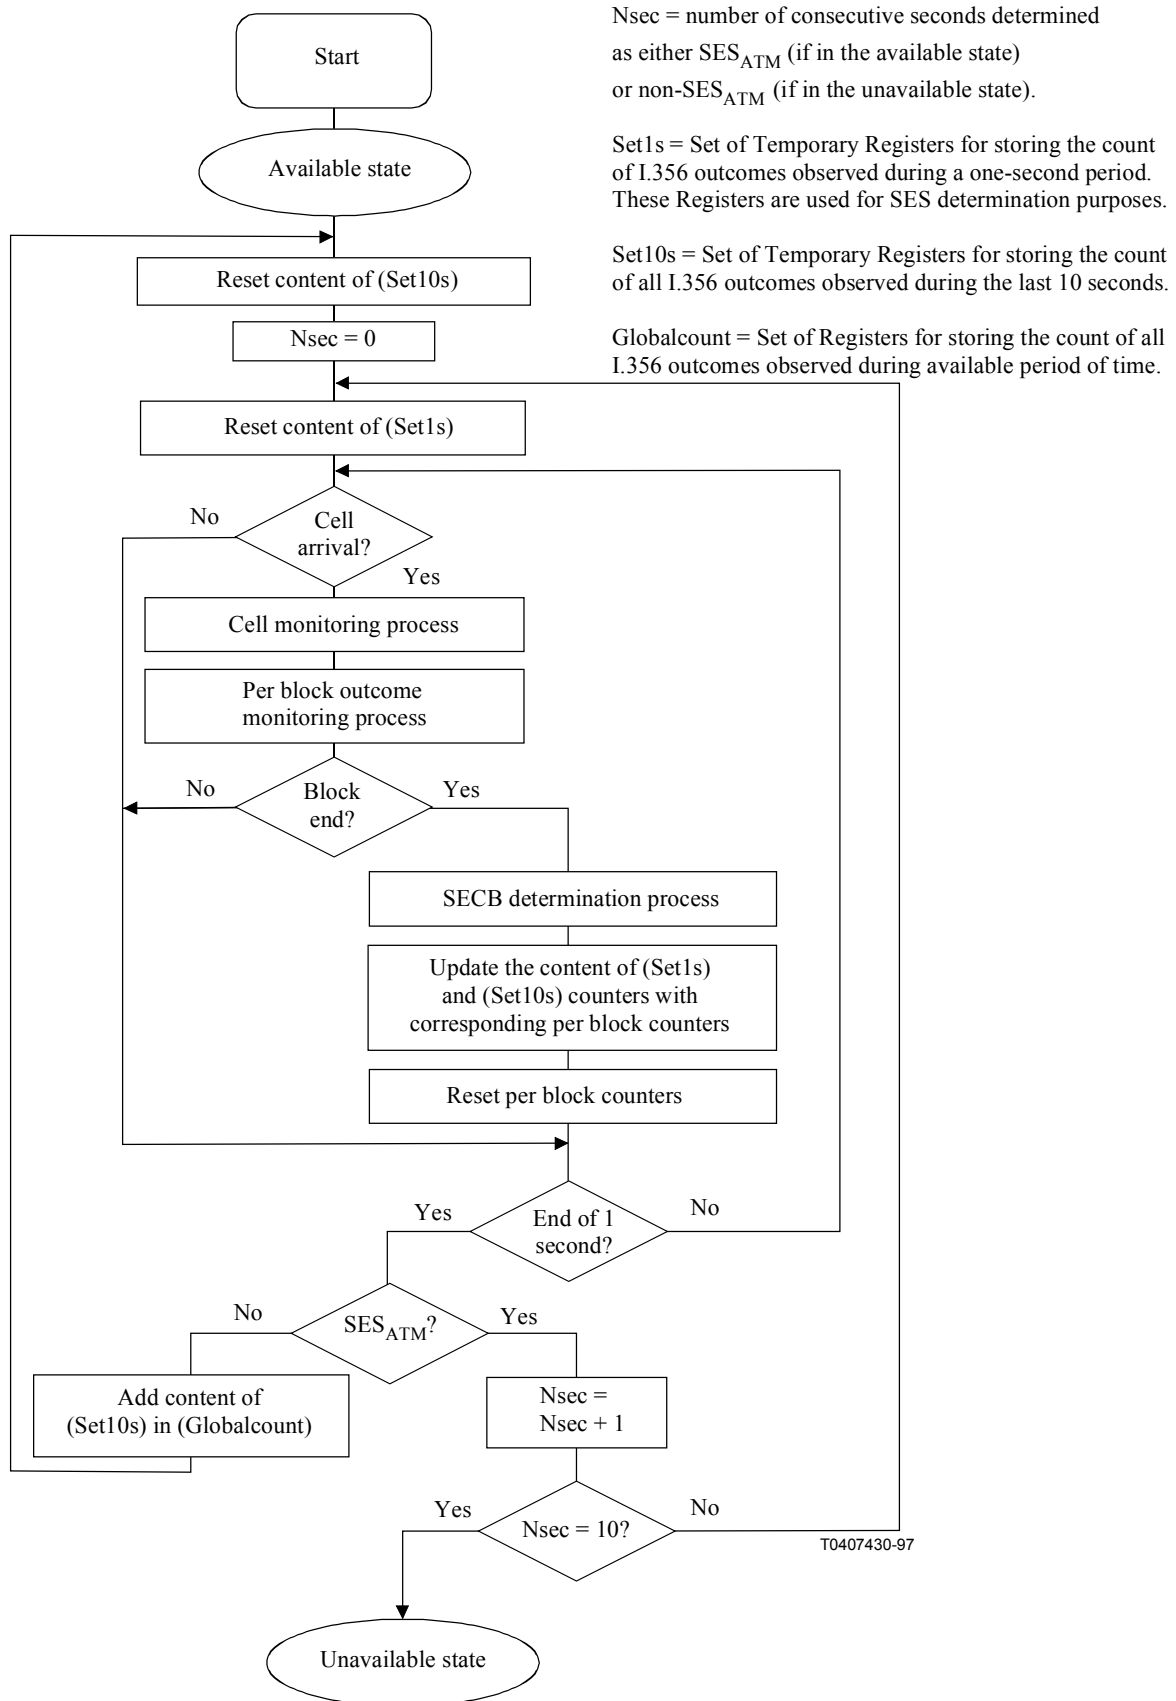 Start
Nsec = number of consecutive seconds determined
as either SESATM (if in the available state)
or non-SESATM (if in the unavailable state).
Set1s = Set of Temporary Registers for storing the count
of I.356 outcomes observed during a one-second period.
These Registers are used for SES determination purposes.
Set10s = Set of Temporary Registers for storing the count
of all I.356 outcomes observed during the last 10 seconds.
Globalcount = Set of Registers for storing the count of all
I.356 outcomes observed during available period of time.
Available state
Reset content of (Set10s)
Nsec = 0
Reset content of (Set1s)
No
Cell
arrival?
Yes
Cell monitoring process
Per block outcome
monitoring process
No
Block
end?
Yes
SECB determination process
Update the content of (Set1s)
and (Set10s) counters with
corresponding per block counters
Reset per block counters
Yes
End of 1
second?
No
No
SESATM?
Yes
Add content of
(Set10s) in (Globalcount)
Nsec =
Nsec + 1
Yes
Nsec = 10?
No
T0407430-97
Unavailable state